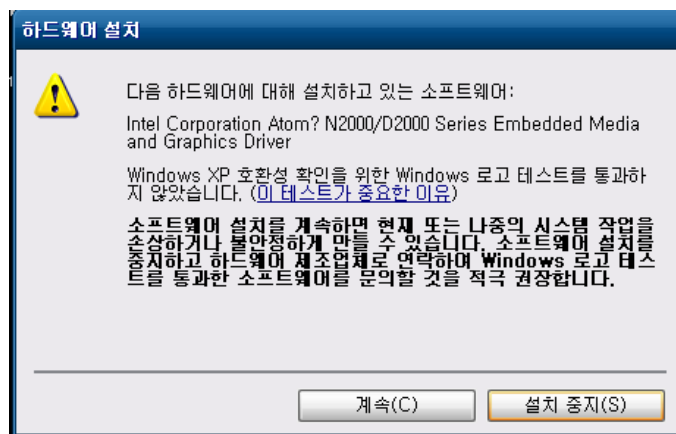 하드웨어 설치
다음 하드웨어에 대해 설치하고 있는 소프트웨어:
Intel Corporation Atom? N2000/D2000 Series Embedded Media
and Graphics Driver
Windows XP 호환성 확인을 위한 Windows 로고 테스트를 통과하
지 않았습니다. (이 테스트가 중요한 이유)
소프트웨어 설치를 계속하면 현재 또는 나중의 시스템 작업을
손상하거나 불안정하게 만들 수 있습니다. 소프트웨어 설치를
중지하고 하드웨어 제조업체로 연락하여 Windows 로고 테스
트를 통과한 소프트웨어를 문의할 것을 적극 권장합니다.
계속(C)
설치 중지(S)